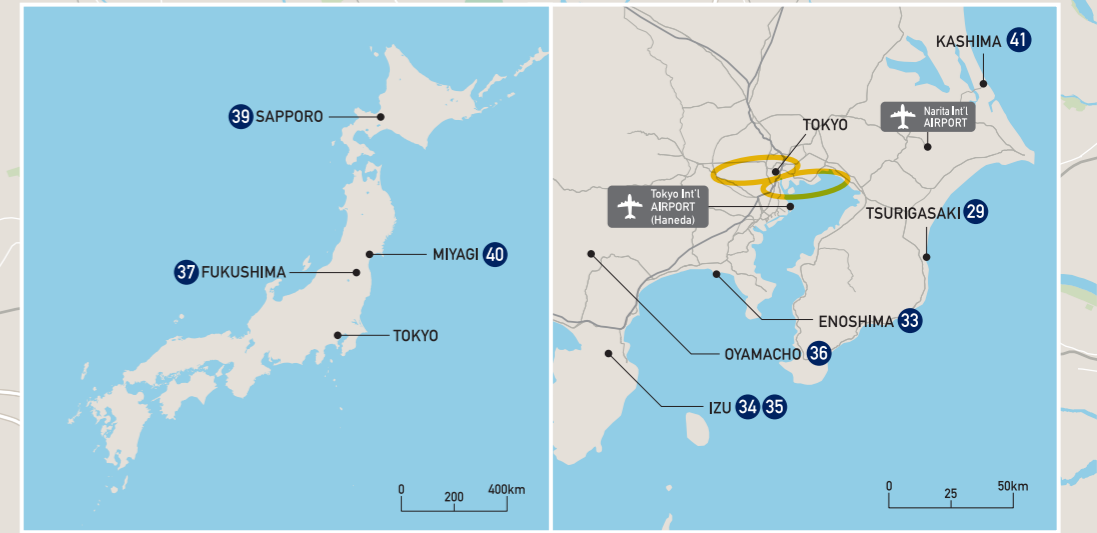 39 SAPPORO
MIYAGI 40
37 FUKUSHIMA
TOKYO
0 200 400km
KASHIMA 41
Narita Int'l
AIRPORT
TOKYO
Tokyo Int'l
AIRPORT
(Haneda)
TSURIGASAKI 29
ENOSHIMA 33
OYAMACHO 36
IZU 34 35
0 25 50km